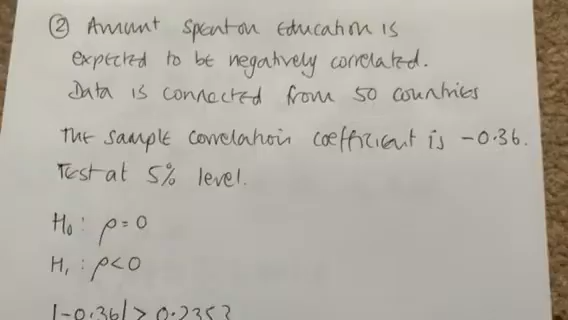 ② Amount spent on Education is
expected to be negatively correlated.
Data is connected from 50 countries
The sample correlation coefficient is -0.36.
Test at 5% level.
H₀: ρ=0
H₁: ρ<0
|-0.36| > 0.2353